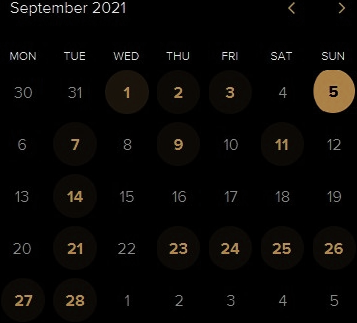 September 2021
MON TUE WED THU FRI SAT SUN
30 31 1 2 3 4 5
6 7 8 9 10 11 12
13 14 15 16 17 18 19
20 21 22 23 24 25 26
27 28 1 2 3 4 5